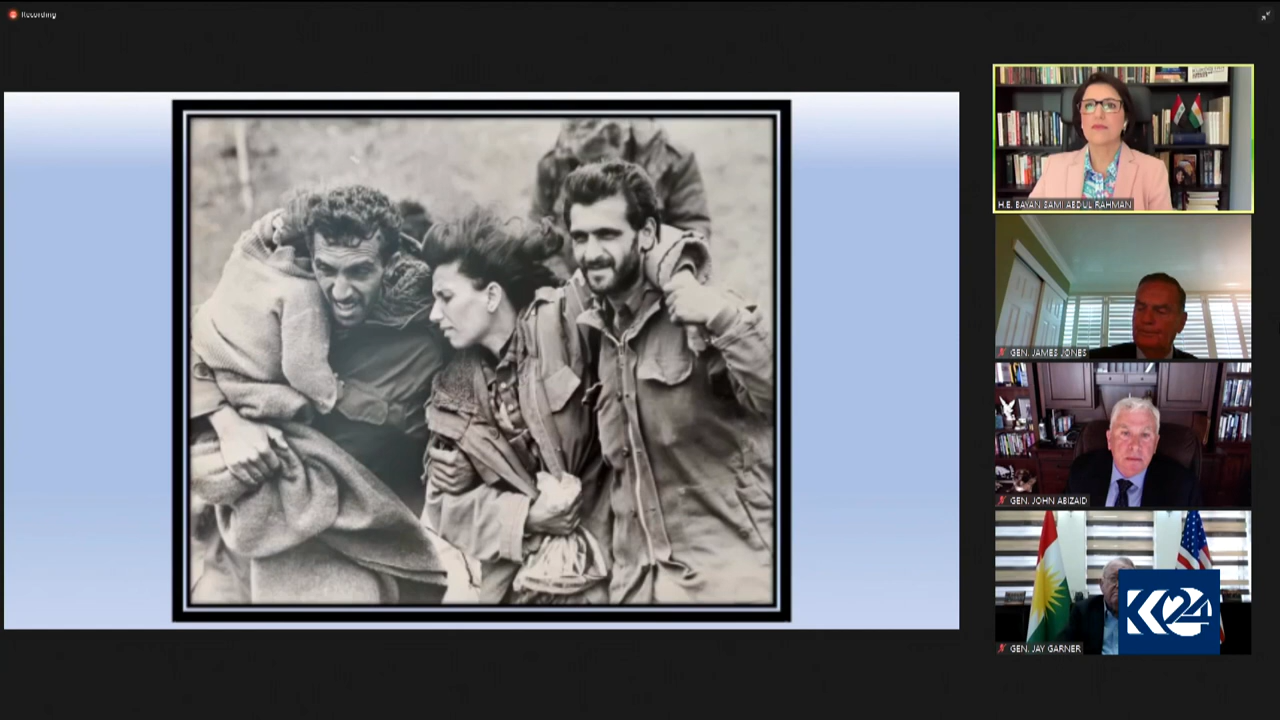 Recording
H.E. BAYAN SAMI ABDUL RAHMAN
GEN. JAMES JONES
GEN. JOHN ABIZAID
GEN. JAY GARNER
K24